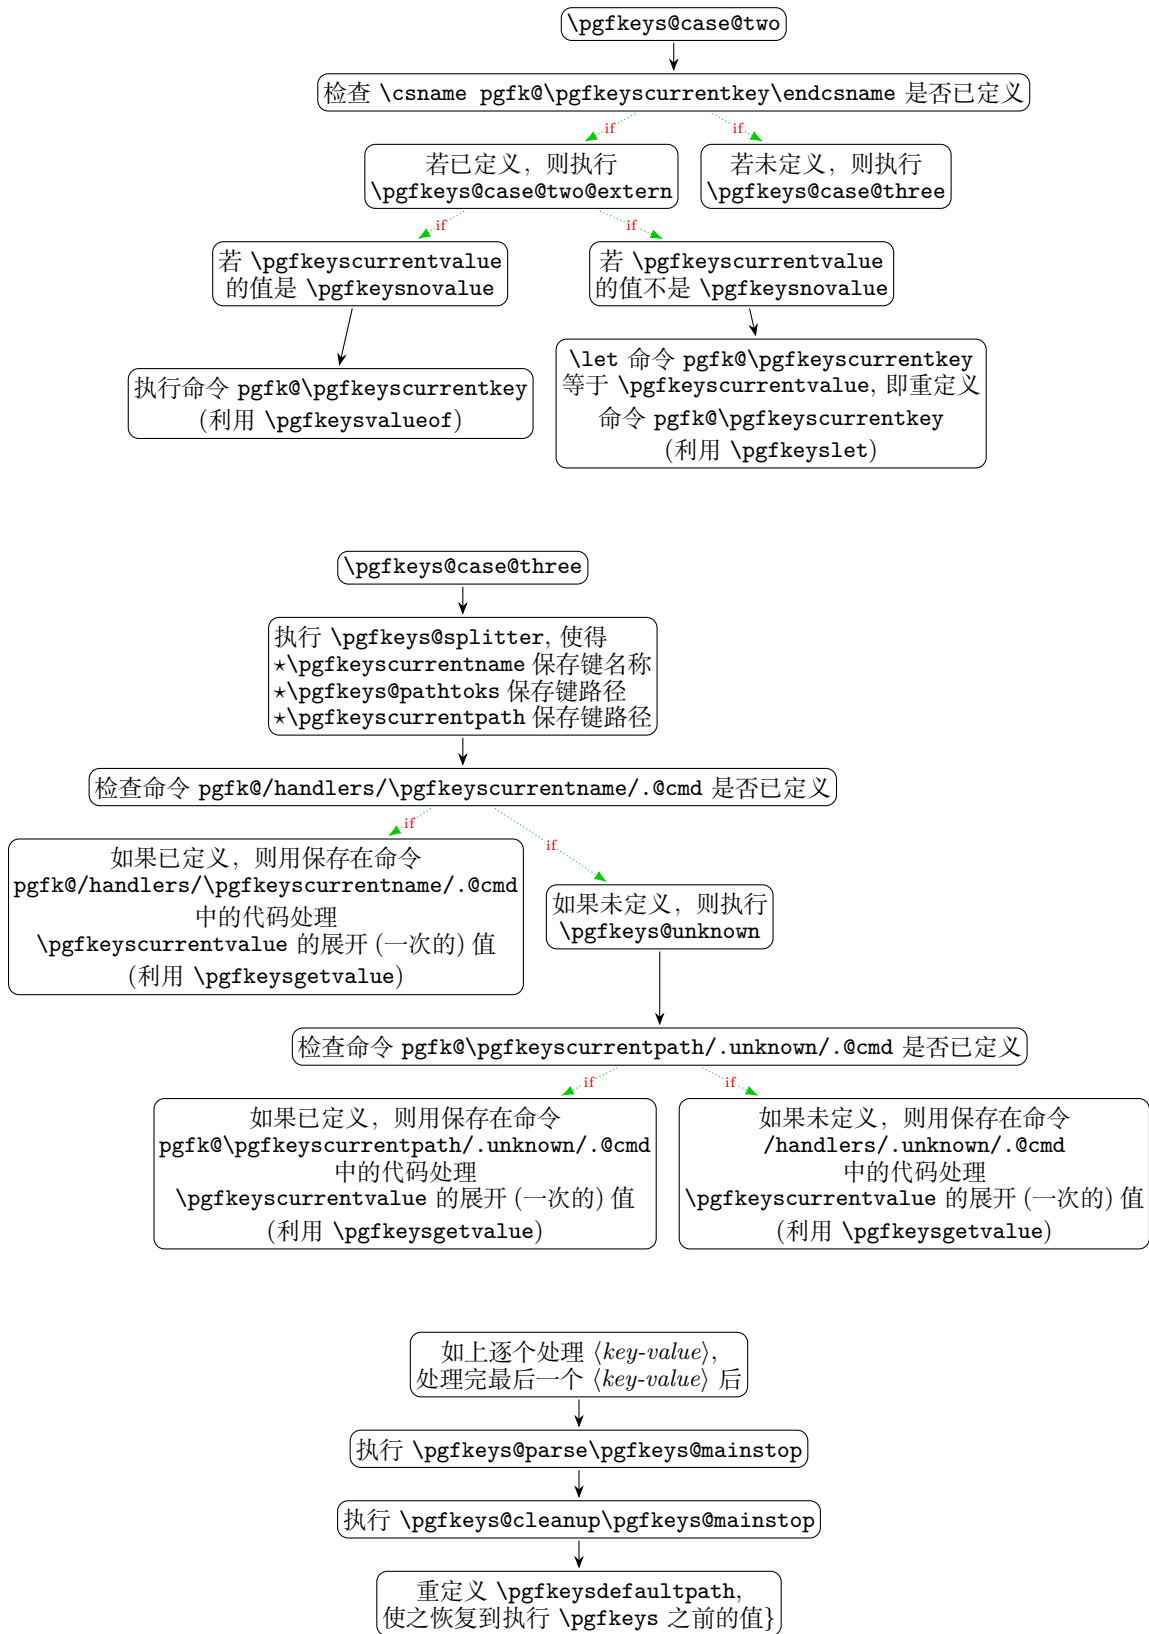 \pgfkeys@case@two
检查 \csname pgfk@\pgfkeyscurrentkey\endcsname 是否已定义
if
if
若已定义，则执行
\pgfkeys@case@two@extern
若未定义，则执行
\pgfkeys@case@three
if
if
若 \pgfkeyscurrentvalue
的值是 \pgfkeysnovalue
若 \pgfkeyscurrentvalue
的值不是 \pgfkeysnovalue
执行命令 pgfk@\pgfkeyscurrentkey
(利用 \pgfkeysvalueof)
\let 命令 pgfk@\pgfkeyscurrentkey
等于 \pgfkeyscurrentvalue, 即重定义
命令 pgfk@\pgfkeyscurrentkey
(利用 \pgfkeyslet)
\pgfkeys@case@three
执行 \pgfkeys@splitter, 使得
⋆\pgfkeyscurrentname 保存键名称
⋆\pgfkeys@pathtoks 保存键路径
⋆\pgfkeyscurrentpath 保存键路径
检查命令 pgfk@/handlers/\pgfkeyscurrentname/.@cmd 是否已定义
if
if
如果已定义，则用保存在命令
pgfk@/handlers/\pgfkeyscurrentname/.@cmd
中的代码处理
\pgfkeyscurrentvalue 的展开 (一次的) 值
(利用 \pgfkeysgetvalue)
如果未定义，则执行
\pgfkeys@unknown
检查命令 pgfk@\pgfkeyscurrentpath/.unknown/.@cmd 是否已定义
if
if
如果已定义，则用保存在命令
pgfk@\pgfkeyscurrentpath/.unknown/.@cmd
中的代码处理
\pgfkeyscurrentvalue 的展开 (一次的) 值
(利用 \pgfkeysgetvalue)
如果未定义，则用保存在命令
/handlers/.unknown/.@cmd
中的代码处理
\pgfkeyscurrentvalue 的展开 (一次的) 值
(利用 \pgfkeysgetvalue)
如上逐个处理 ⟨key-value⟩,
处理完最后一个 ⟨key-value⟩ 后
执行 \pgfkeys@parse\pgfkeys@mainstop
执行 \pgfkeys@cleanup\pgfkeys@mainstop
重定义 \pgfkeysdefaultpath,
使之恢复到执行 \pgfkeys 之前的值}